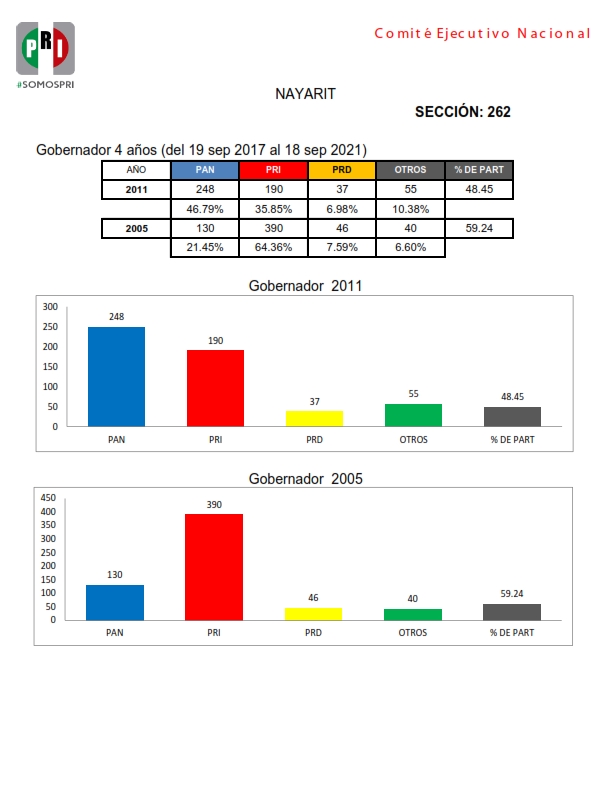 PRI
#SOMOSPRI
Comité Ejecutivo Nacional
NAYARIT
SECCIÓN: 262
Gobernador 4 años (del 19 sep 2017 al 18 sep 2021)
AÑO PAN PRI PRD OTROS % DE PART
2011 248 190 37 55 48.45
46.79% 35.85% 6.98% 10.38%
2005 130 390 46 40 59.24
21.45% 64.36% 7.59% 6.60%
Gobernador 2011
300
250
200
150
100
50
0
248
190
37
55
48.45
PAN PRI PRD OTROS % DE PART
Gobernador 2005
450
400
350
300
250
200
150
100
50
0
130
390
46
40
59.24
PAN PRI PRD OTROS % DE PART